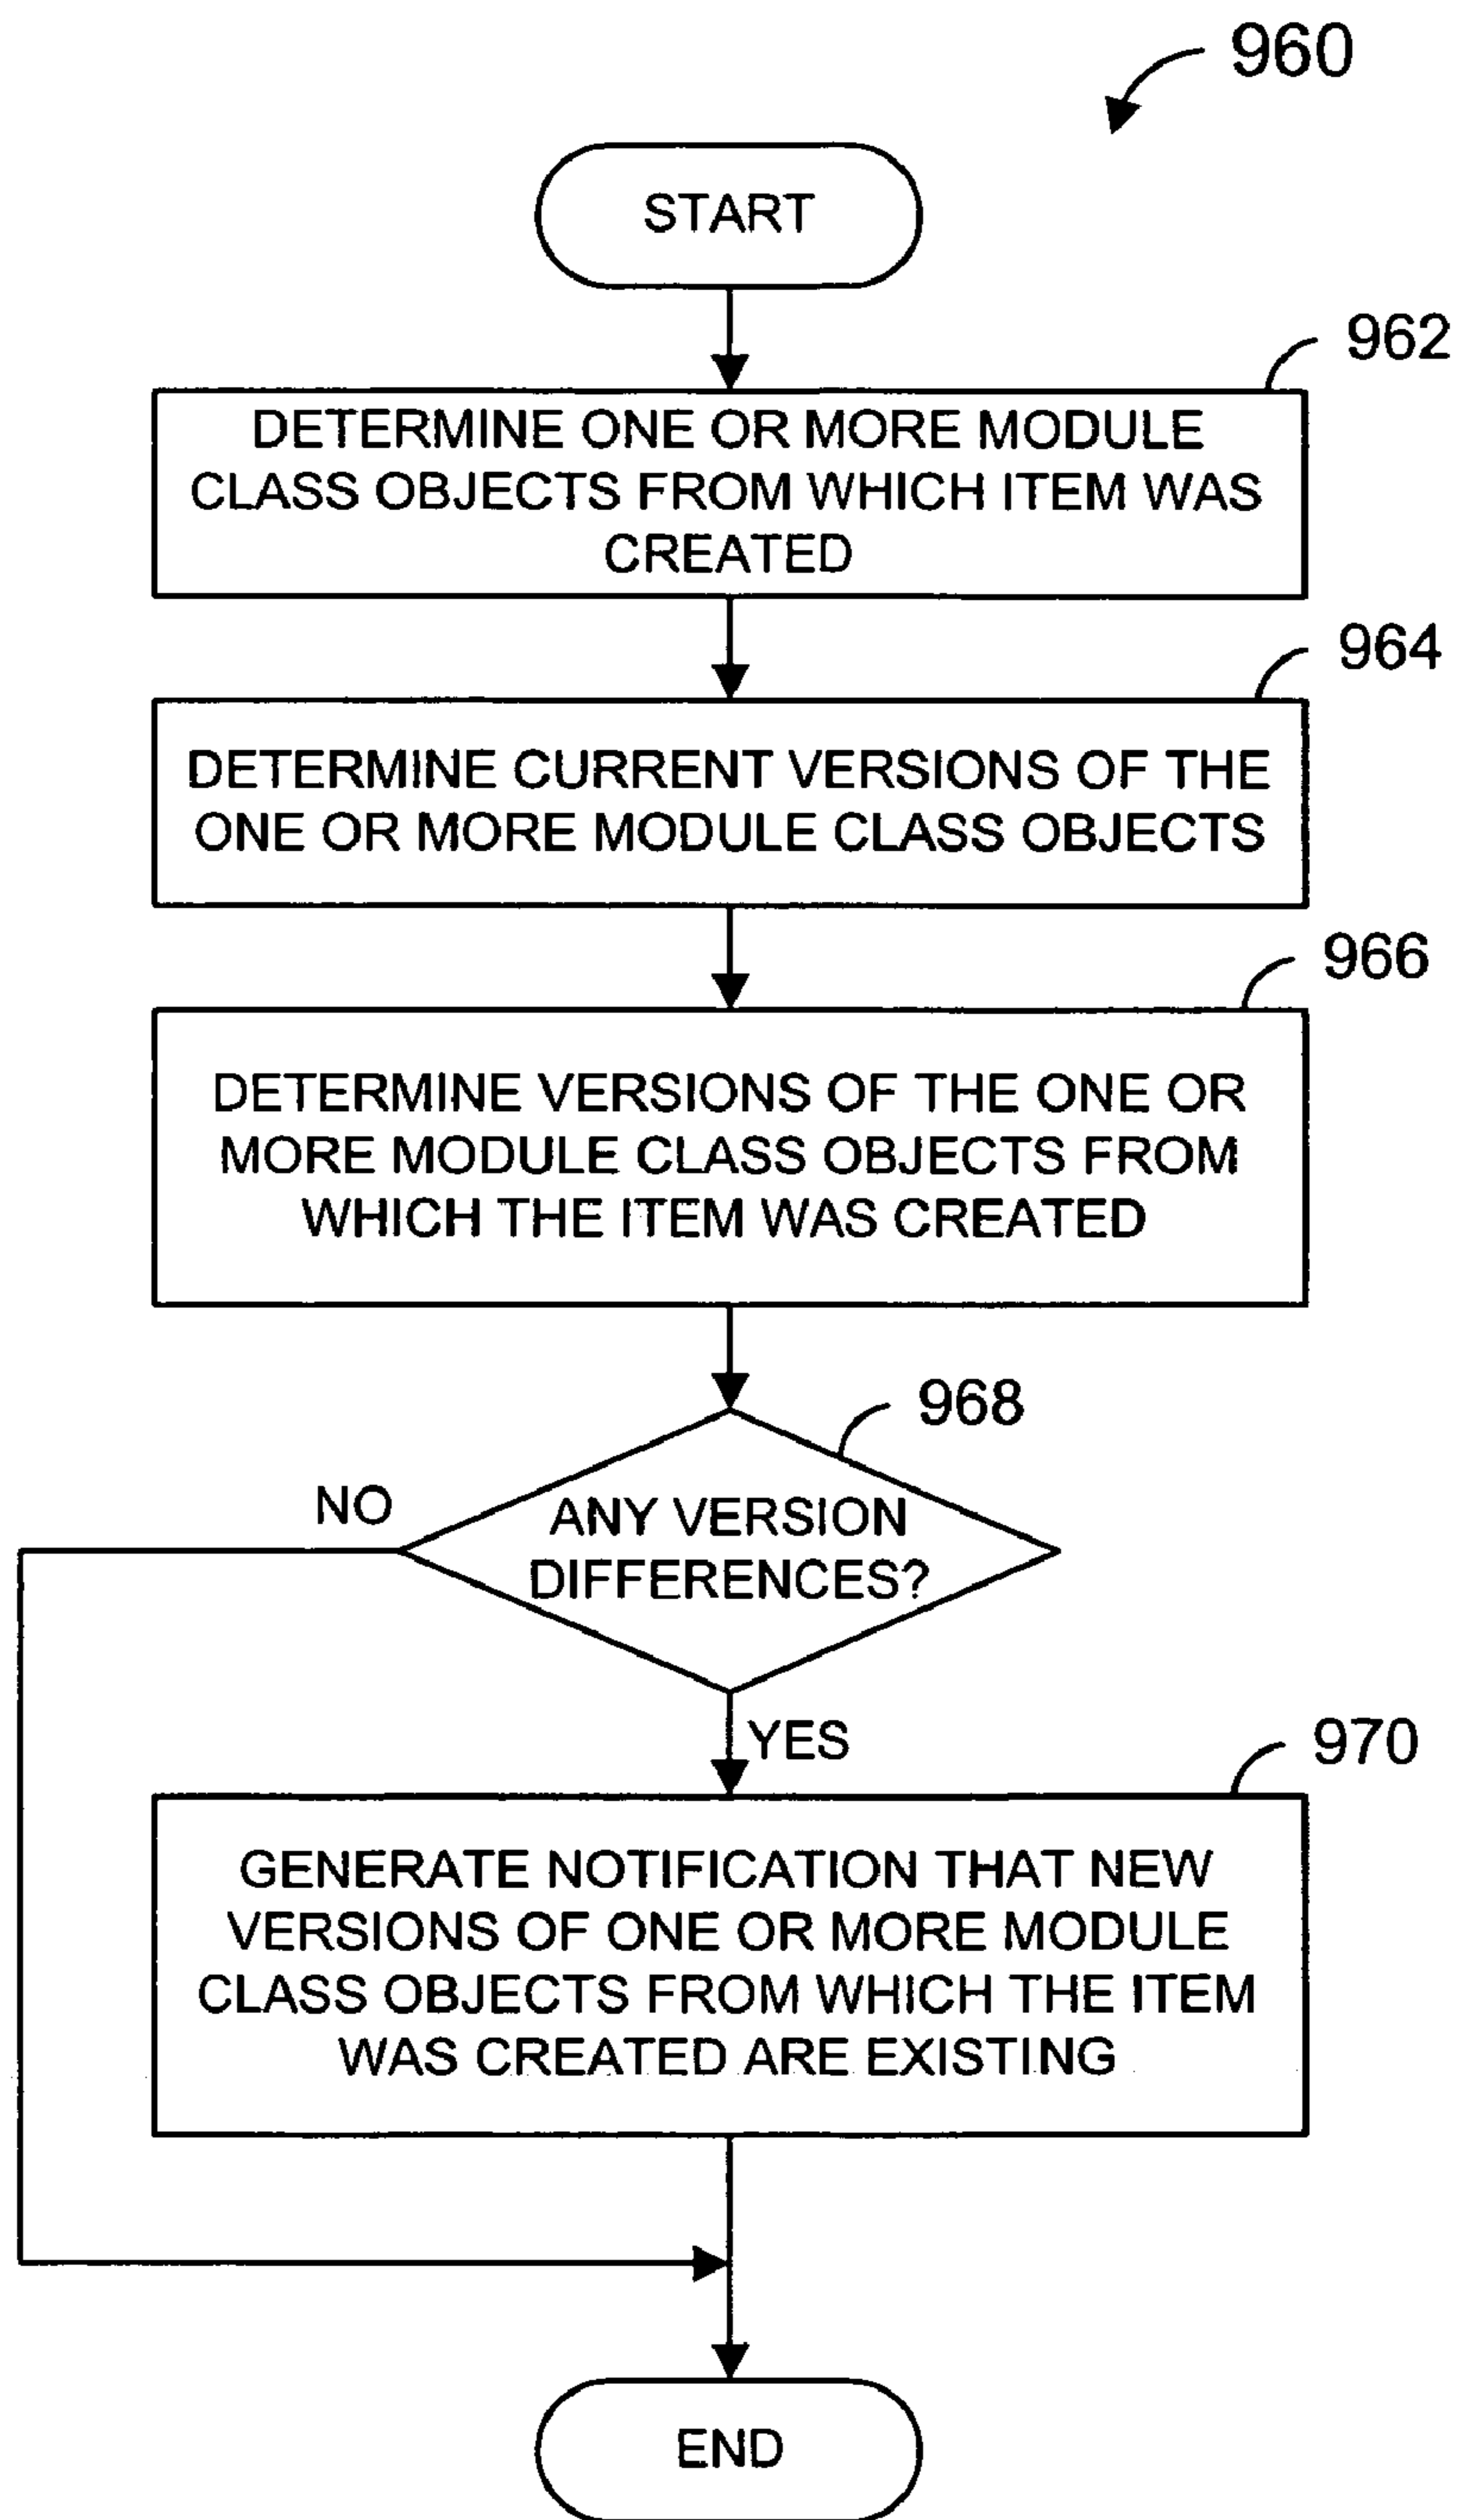 960
START
962
DETERMINE ONE OR MORE MODULE
CLASS OBJECTS FROM WHICH ITEM WAS
CREATED
964
DETERMINE CURRENT VERSIONS OF THE
ONE OR MORE MODULE CLASS OBJECTS
966
DETERMINE VERSIONS OF THE ONE OR
MORE MODULE CLASS OBJECTS FROM
WHICH THE ITEM WAS CREATED
968
NO
ANY VERSION
DIFFERENCES?
YES
970
GENERATE NOTIFICATION THAT NEW
VERSIONS OF ONE OR MORE MODULE
CLASS OBJECTS FROM WHICH THE ITEM
WAS CREATED ARE EXISTING
END